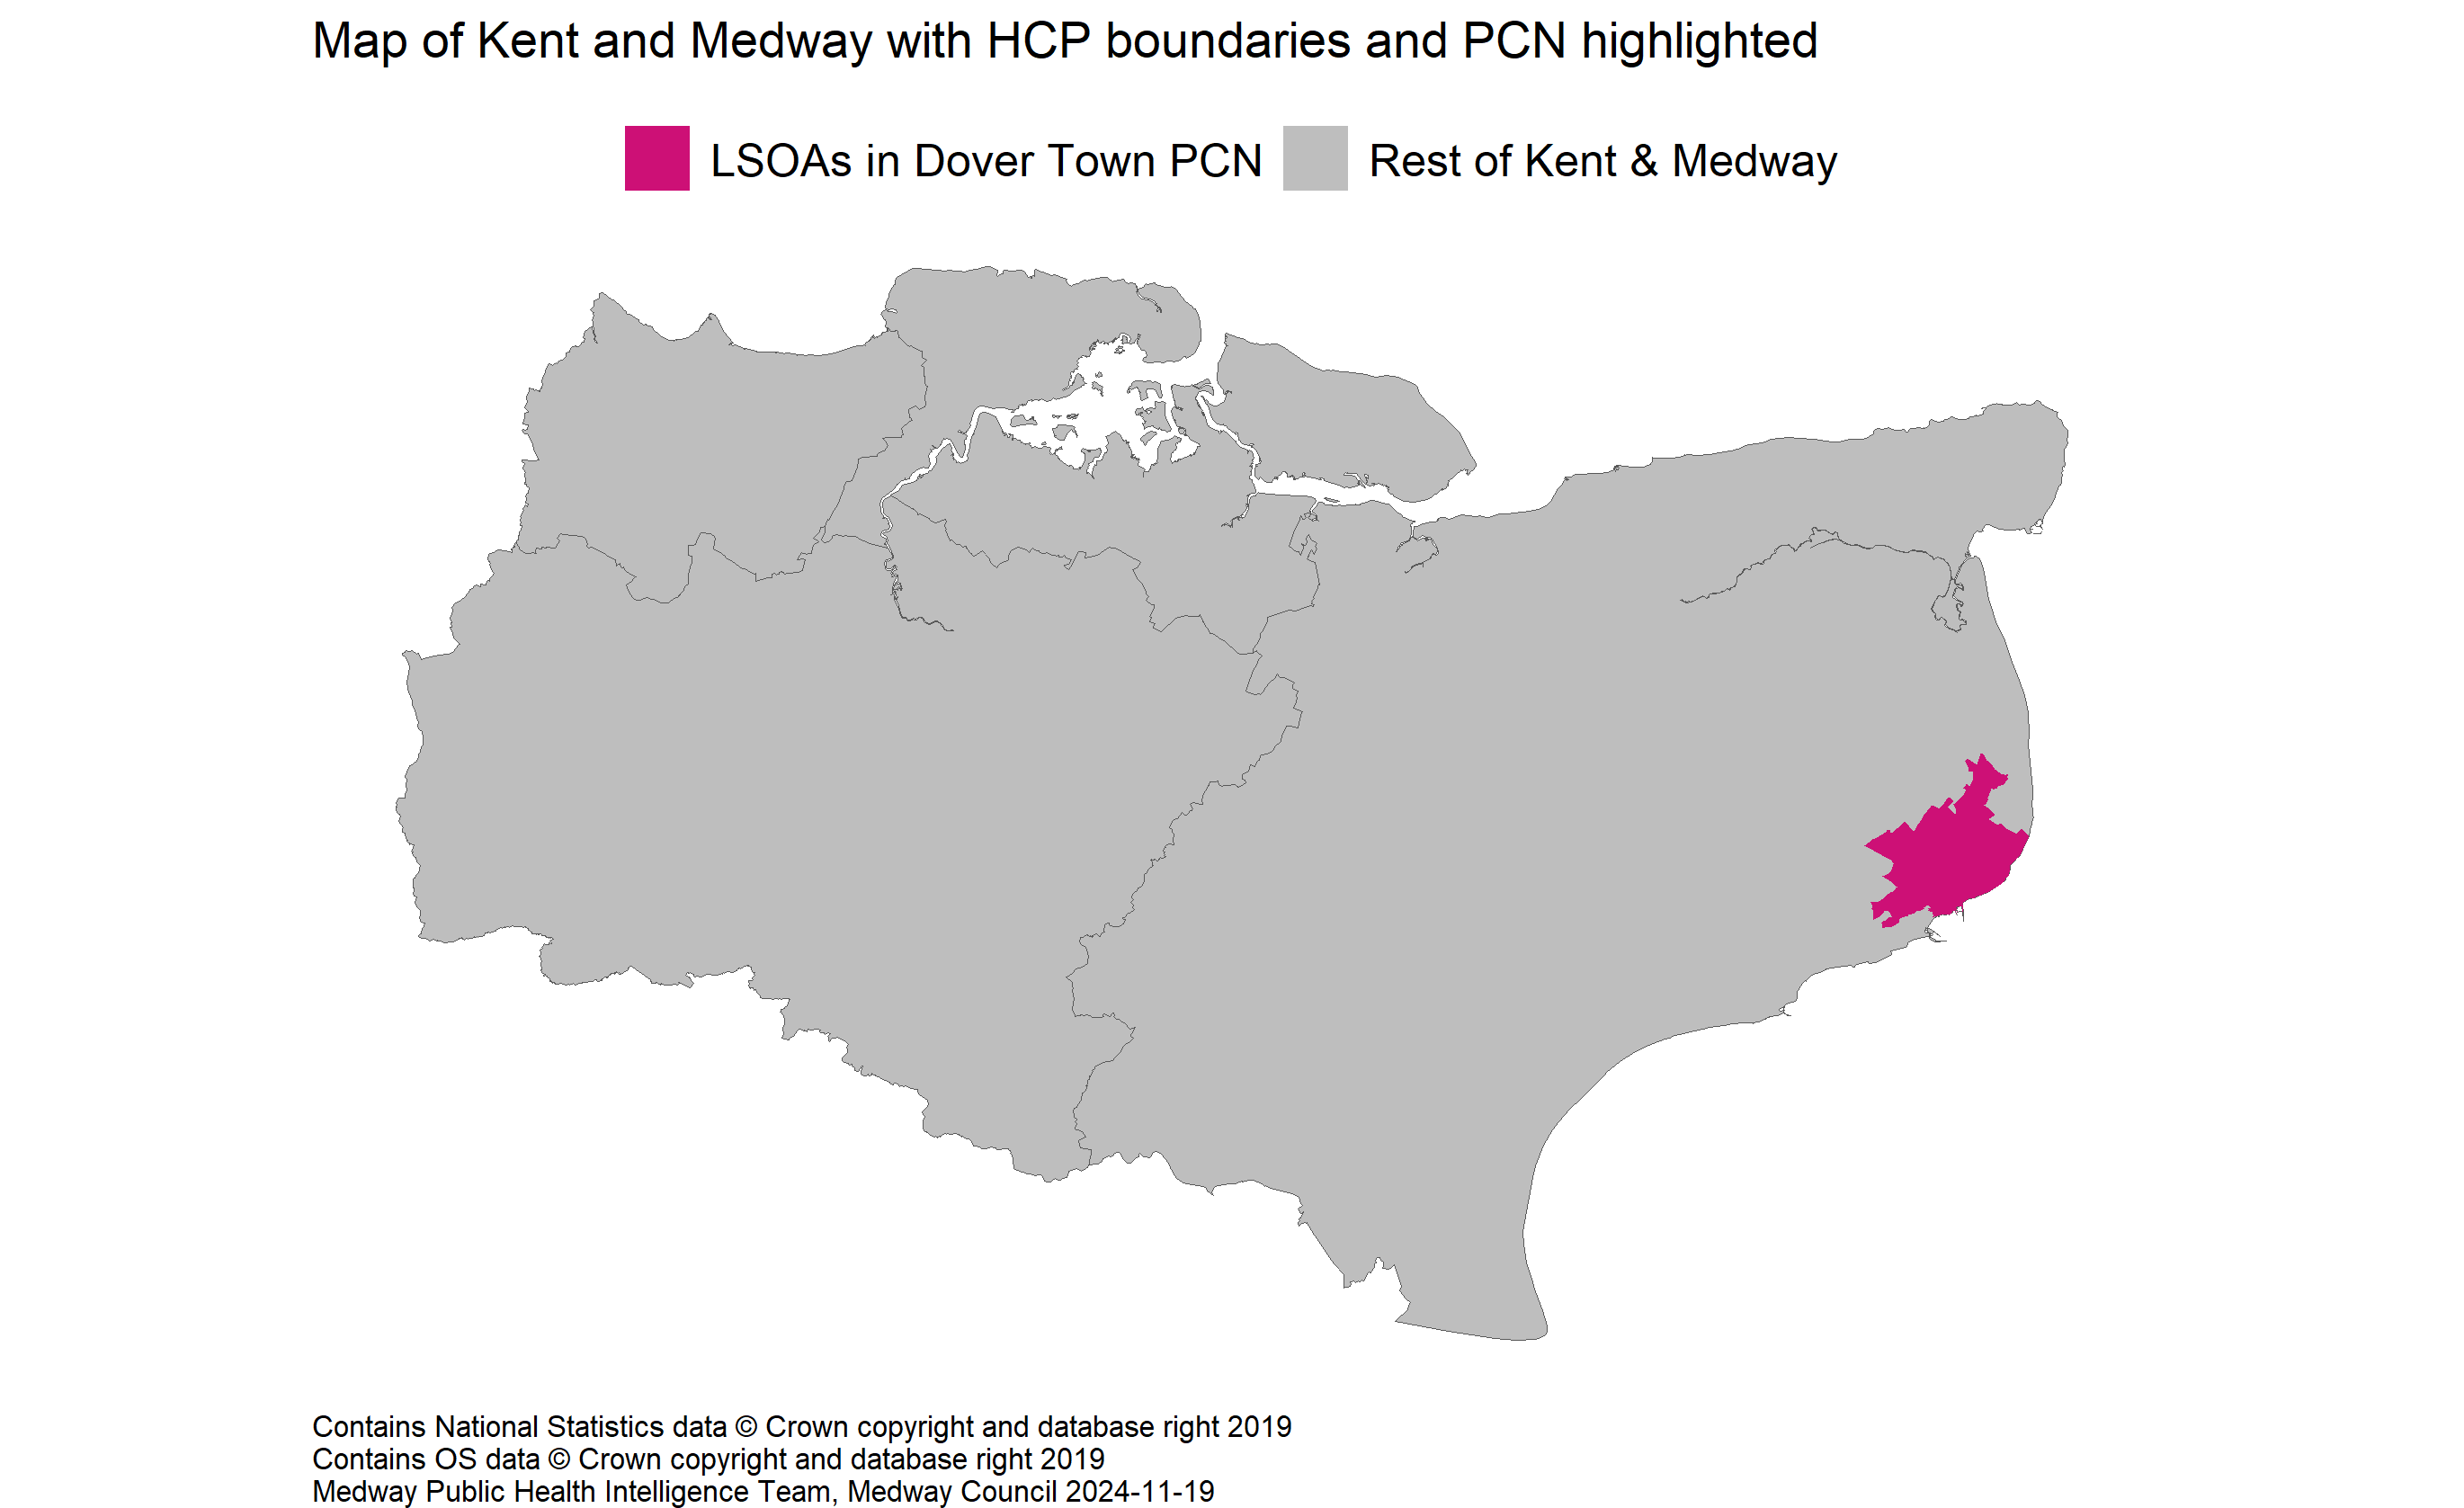 Map of Kent and Medway with HCP boundaries and PCN highlighted
LSOAs in Dover Town PCN
Rest of Kent & Medway
Contains National Statistics data © Crown copyright and database right 2019
Contains OS data © Crown copyright and database right 2019
Medway Public Health Intelligence Team, Medway Council 2024-11-19